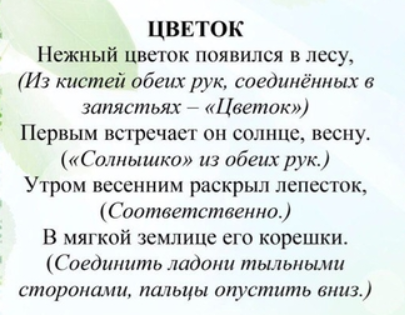 ЦВЕТОК
Нежный цветок появился в лесу,
(Из кистей обеих рук, соединённых в
запястьях – «Цветок»)
Первым встречает он солнце, весну.
(«Солнышко» из обеих рук.)
Утром весенним раскрыл лепесток,
(Соответственно.)
В мягкой землице его корешки.
(Соединить ладони тыльными
сторонами, пальцы опустить вниз.)